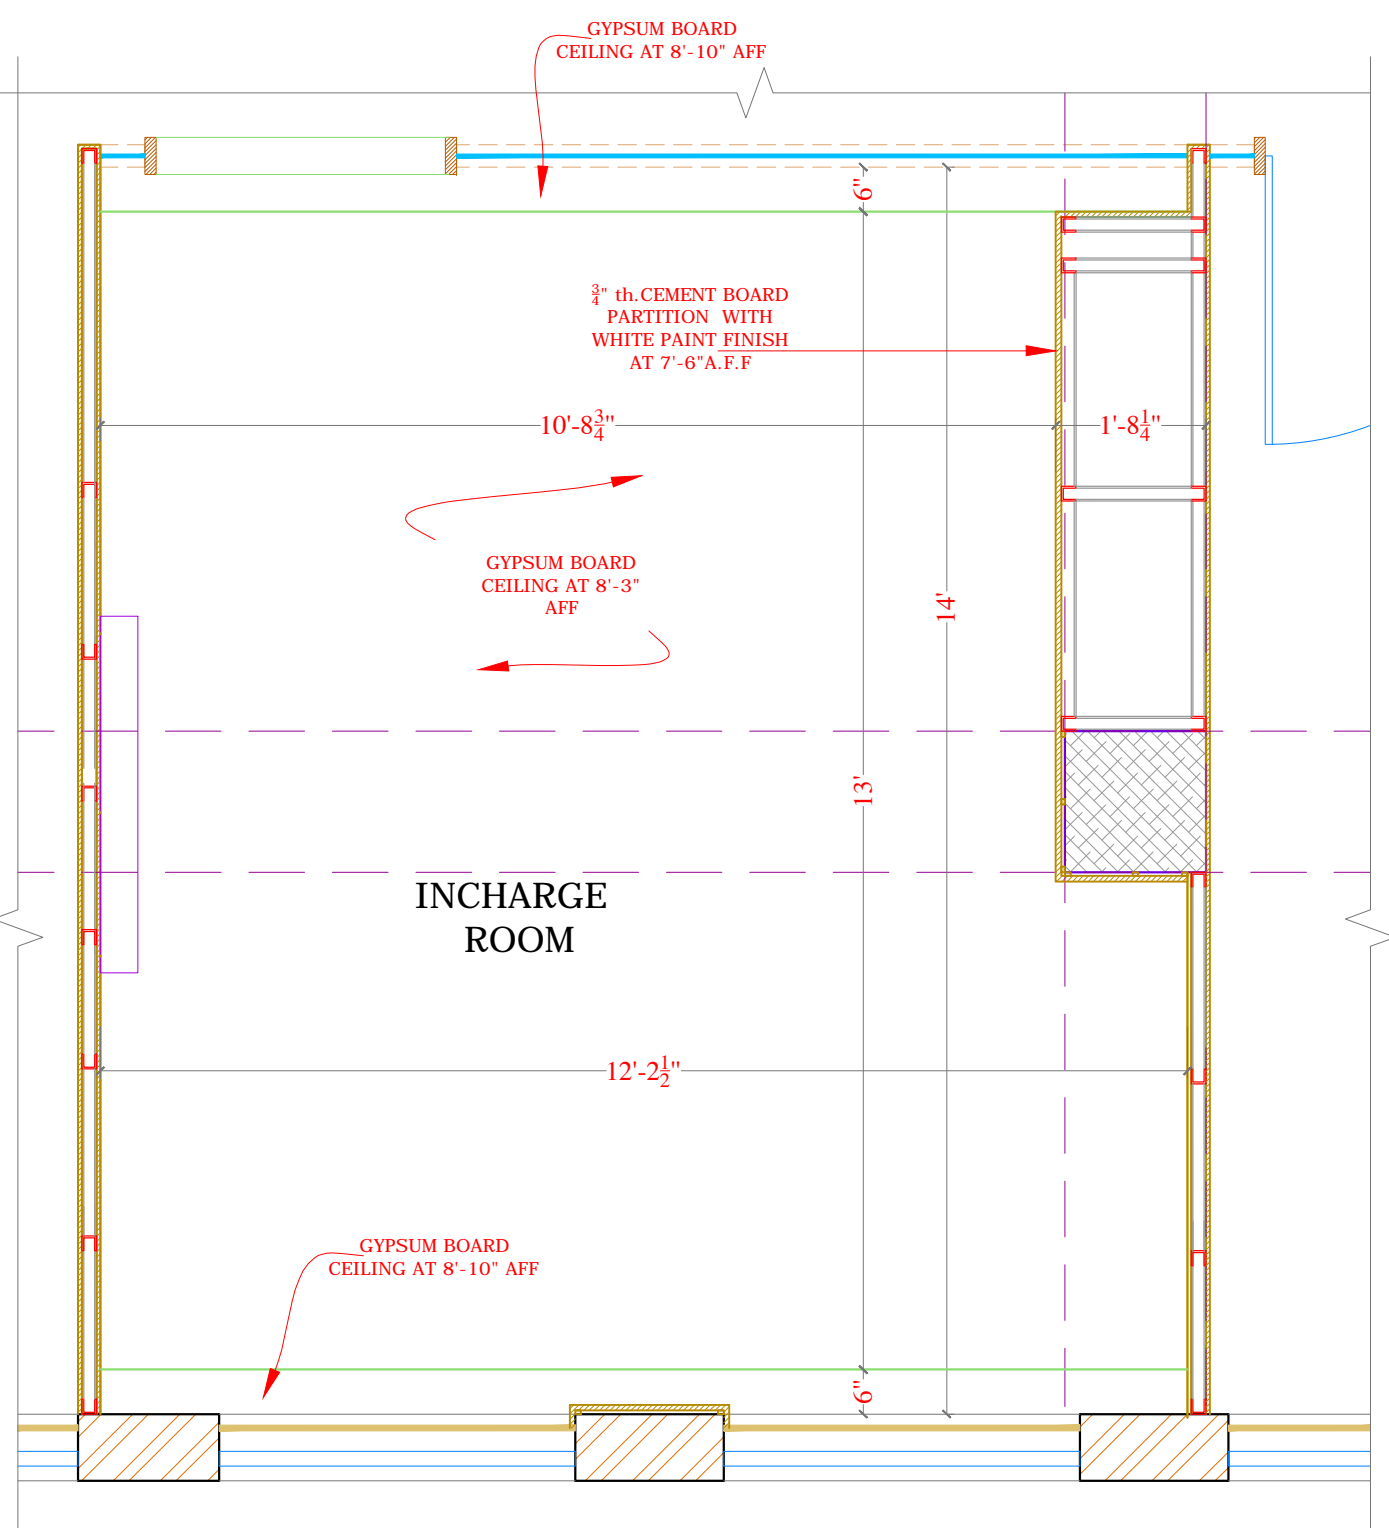 GYPSUM BOARD
CEILING AT 8'-10" AFF
6"
¾" th.CEMENT BOARD
PARTITION WITH
WHITE PAINT FINISH
AT 7'-6"A.F.F
10'-8¾"
1'-8¼"
GYPSUM BOARD
CEILING AT 8'-3"
AFF
14'
13'
INCHARGE
ROOM
12'-2½"
GYPSUM BOARD
CEILING AT 8'-10" AFF
6"